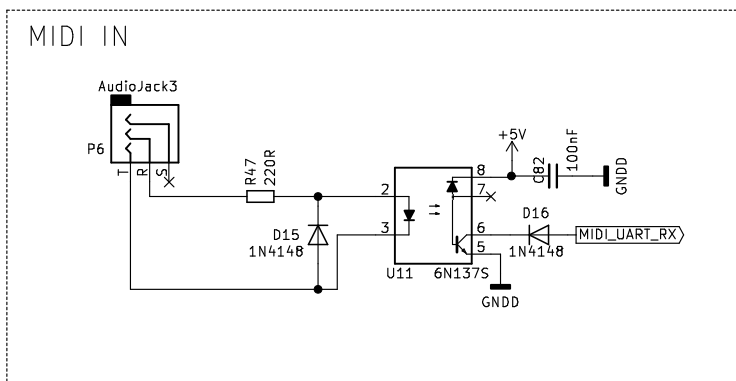 MIDI IN
AudioJack3
P6
T R S
R47
220R
D15
1N4148
2
3
U11
6N137S
8
7
6
5
+5V
C82
100nF
GNDD
D16
1N4148
MIDI_UART_RX
GNDD